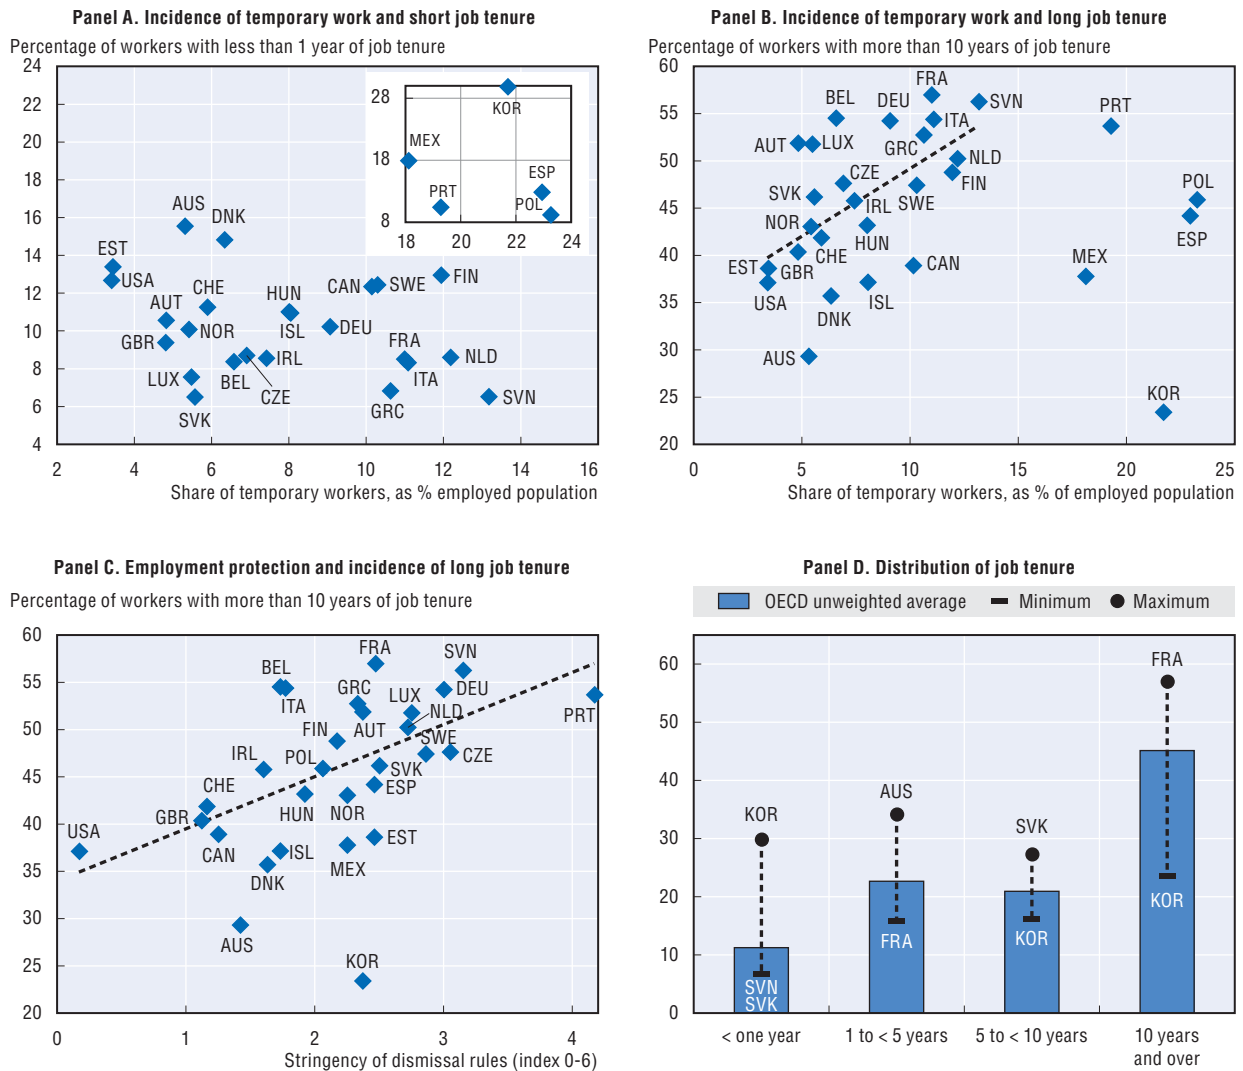 Panel A. Incidence of temporary work and short job tenure
Percentage of workers with less than 1 year of job tenure
24
22
20
18
16
14
12
10
8
6
4
2
4
6
8
10
12
14
16
Share of temporary workers, as % employed population
AUS
DNK
EST
USA
CHE
AUT
NOR
GBR
LUX
SVK
BEL
CZE
IRL
HUN
ISL
DEU
CAN
SWE
FIN
FRA
ITA
GRC
NLD
SVN
28
18
8
18
20
22
24
KOR
MEX
PRT
ESP
POL
Panel B. Incidence of temporary work and long job tenure
Percentage of workers with more than 10 years of job tenure
60
55
50
45
40
35
30
25
20
0
5
10
15
20
25
Share of temporary workers, as % of employed population
FRA
SVN
BEL
DEU
ITA
PRT
AUT
LUX
GRC
NLD
FIN
CZE
SVK
IRL
SWE
POL
ESP
NOR
CHE
HUN
EST
GBR
CAN
MEX
USA
DNK
ISL
AUS
KOR
Panel C. Employment protection and incidence of long job tenure
Percentage of workers with more than 10 years of job tenure
60
55
50
45
40
35
30
25
20
0
1
2
3
4
Stringency of dismissal rules (index 0-6)
FRA
SVN
BEL
ITA
GRC
LUX
DEU
PRT
NLD
AUT
FIN
SWE
CZE
IRL
POL
SVK
ESP
CHE
HUN
NOR
GBR
USA
CAN
EST
ISL
MEX
DNK
AUS
KOR
Panel D. Distribution of job tenure
OECD unweighted average
Minimum
Maximum
60
50
40
30
20
10
0
KOR
SVN
SVK
AUS
FRA
SVK
KOR
FRA
KOR
< one year
1 to < 5 years
5 to < 10 years
10 years
and over